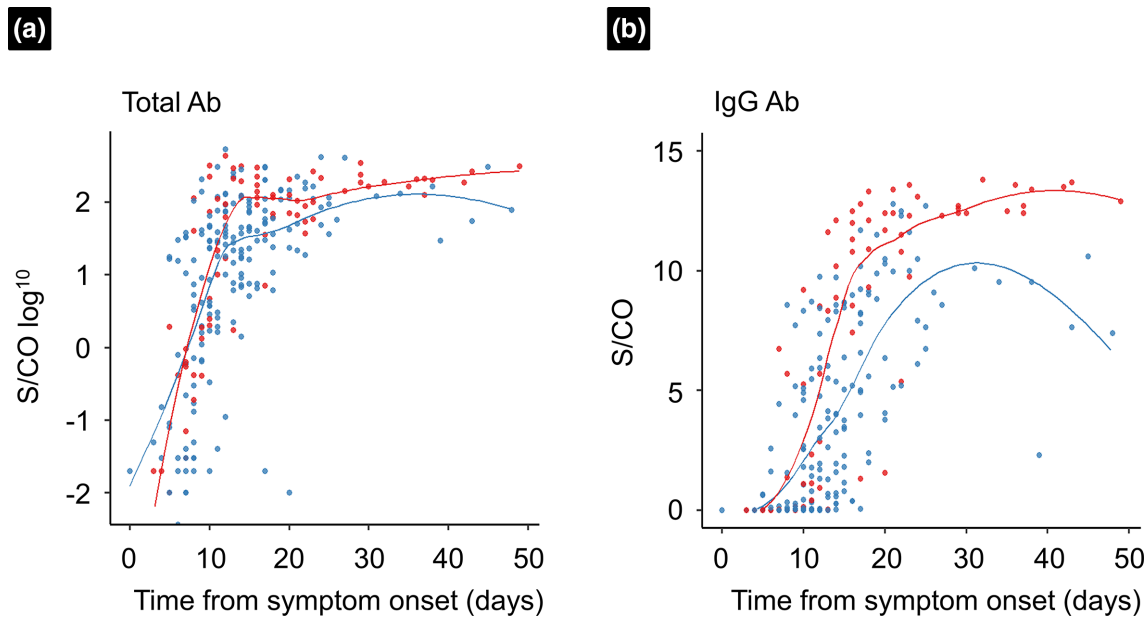 (a)
Total Ab
S/CO log10
2
1
0
-1
-2
0 10 20 30 40 50
Time from symptom onset (days)
(b)
IgG Ab
S/CO
15
10
5
0
0 10 20 30 40 50
Time from symptom onset (days)